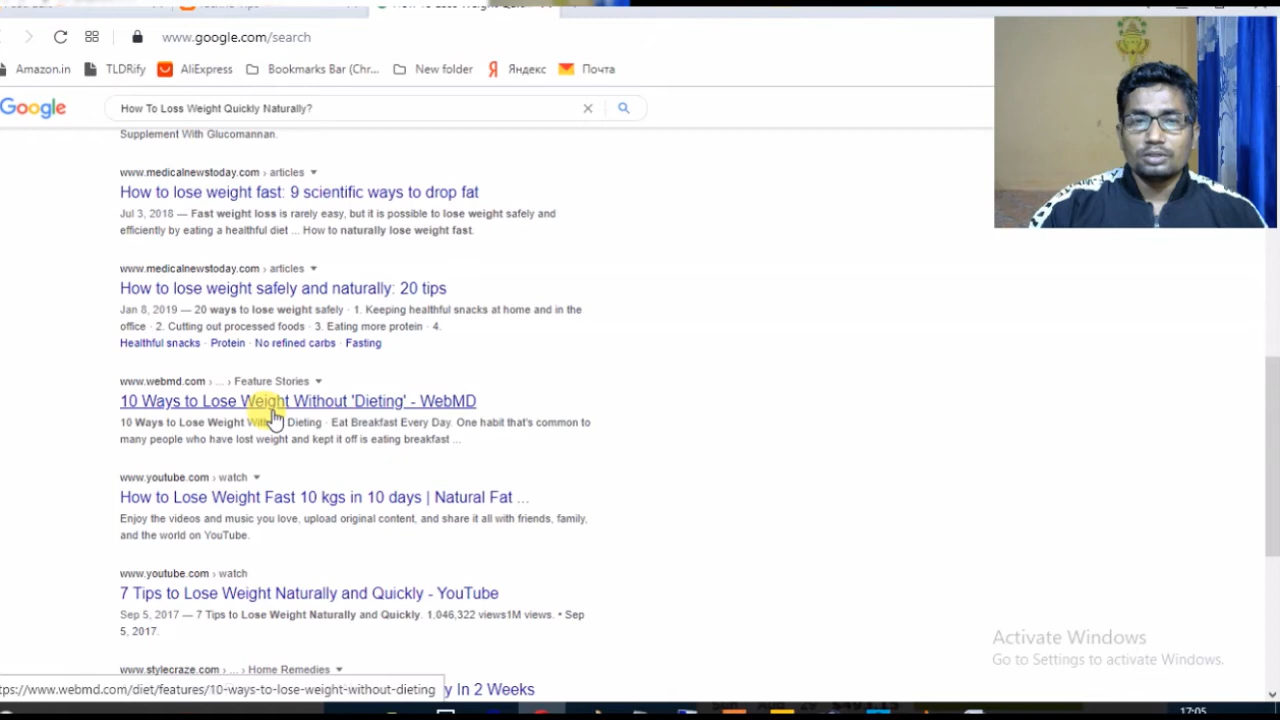 www.google.com/search
Amazon.in TLDRify AliExpress Bookmarks Bar (Chr... New folder Яндекс Почта
Google How To Loss Weight Quickly Naturally?
Supplement With Glucomannan.
www.medicalnewstoday.com › articles
How to lose weight fast: 9 scientific ways to drop fat
Jul 3, 2018 — Fast weight loss is rarely easy, but it is possible to lose weight safely and
efficiently by eating a healthful diet ... How to naturally lose weight fast.
www.medicalnewstoday.com › articles
How to lose weight safely and naturally: 20 tips
Jan 8, 2019 — 20 ways to lose weight safely · 1. Keeping healthful snacks at home and in the
office · 2. Cutting out processed foods · 3. Eating more protein · 4.
Healthful snacks · Protein · No refined carbs · Fasting
www.webmd.com › ... › Feature Stories
10 Ways to Lose Weight Without 'Dieting' - WebMD
10 Ways to Lose Weight Dieting · Eat Breakfast Every Day. One habit that's common to
many people who have lost weight and kept it off is eating breakfast ...
www.youtube.com › watch
How to Lose Weight Fast 10 kgs in 10 days | Natural Fat ...
Enjoy the videos and music you love, upload original content, and share it all with friends, family,
and the world on YouTube.
www.youtube.com › watch
7 Tips to Lose Weight Naturally and Quickly - YouTube
Sep 5, 2017 — 7 Tips to Lose Weight Naturally and Quickly. 1,046,322 views1M views. • Sep
5, 2017.
Activate Windows
Go to Settings to activate Windows.
www.stylecraze.com › ... › Home Remedies
tps://www.webmd.com/diet/features/10-ways-to-lose-weight-without-dieting
y In 2 Weeks
17:05